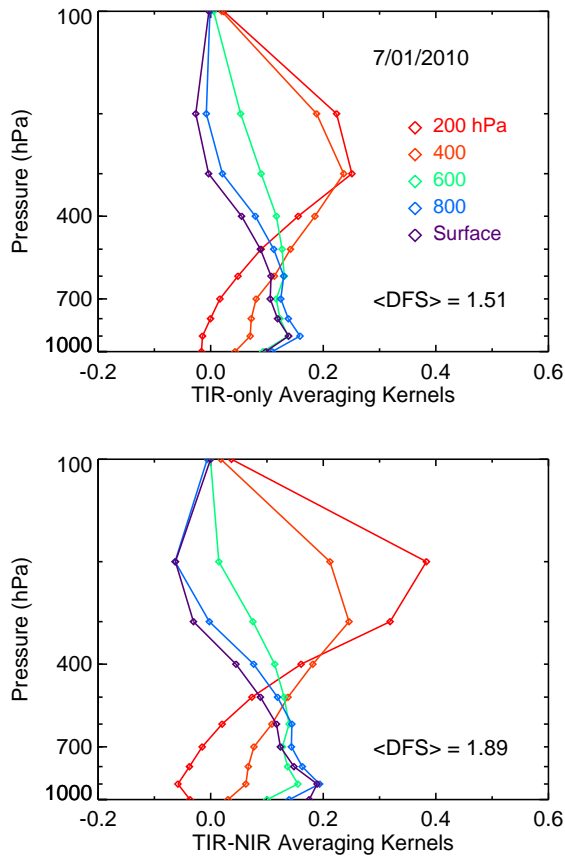 100
7/01/2010
200 hPa
400
600
800
Surface
Pressure (hPa)
400
700
<DFS> = 1.51
1000
-0.2 0.0 0.2 0.4 0.6
TIR-only Averaging Kernels
100
Pressure (hPa)
400
700
<DFS> = 1.89
1000
-0.2 0.0 0.2 0.4 0.6
TIR-NIR Averaging Kernels